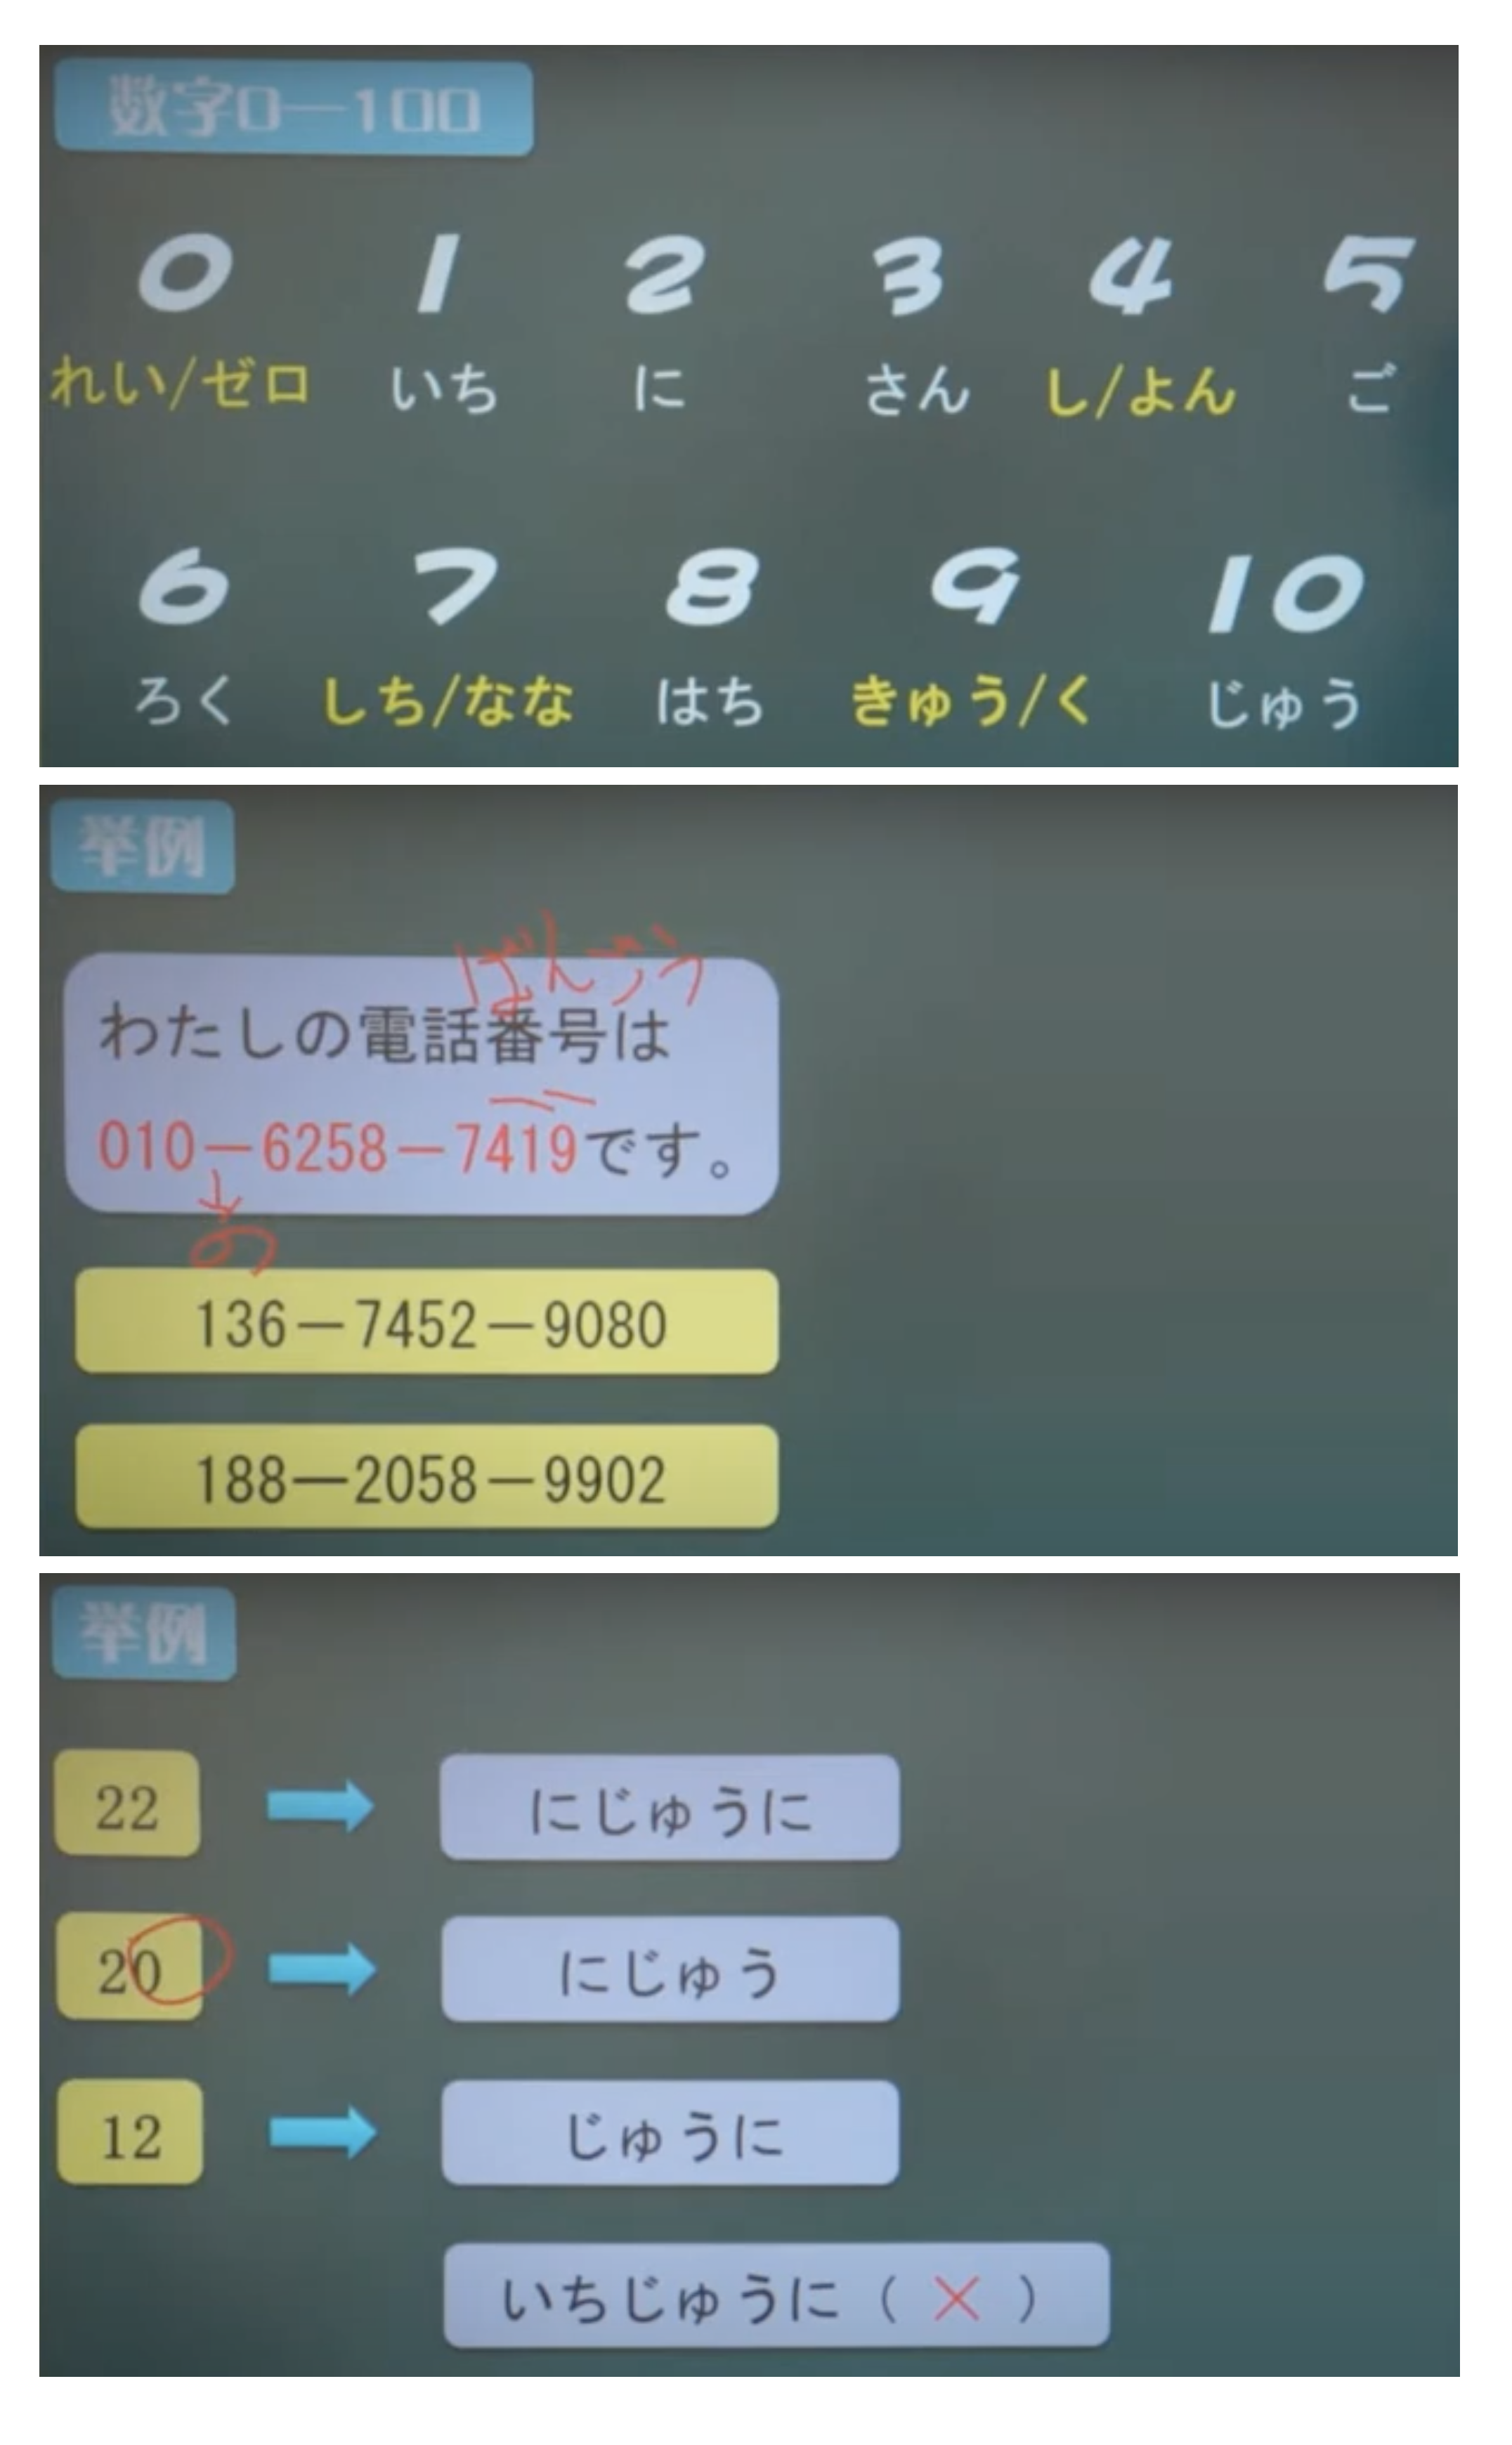 数字0—100
0 1 2 3 4 5
れい/ゼロ いち に さん し/よん ご
6 7 8 9 10
ろく しち/なな はち きゅう/く じゅう
举例
ばんごう
わたしの電話番号は
010－6258－7419です。
の
136－7452－9080
188—2058－9902
举例
22 にじゅうに
20 にじゅう
12 じゅうに
いちじゅうに（ × ）